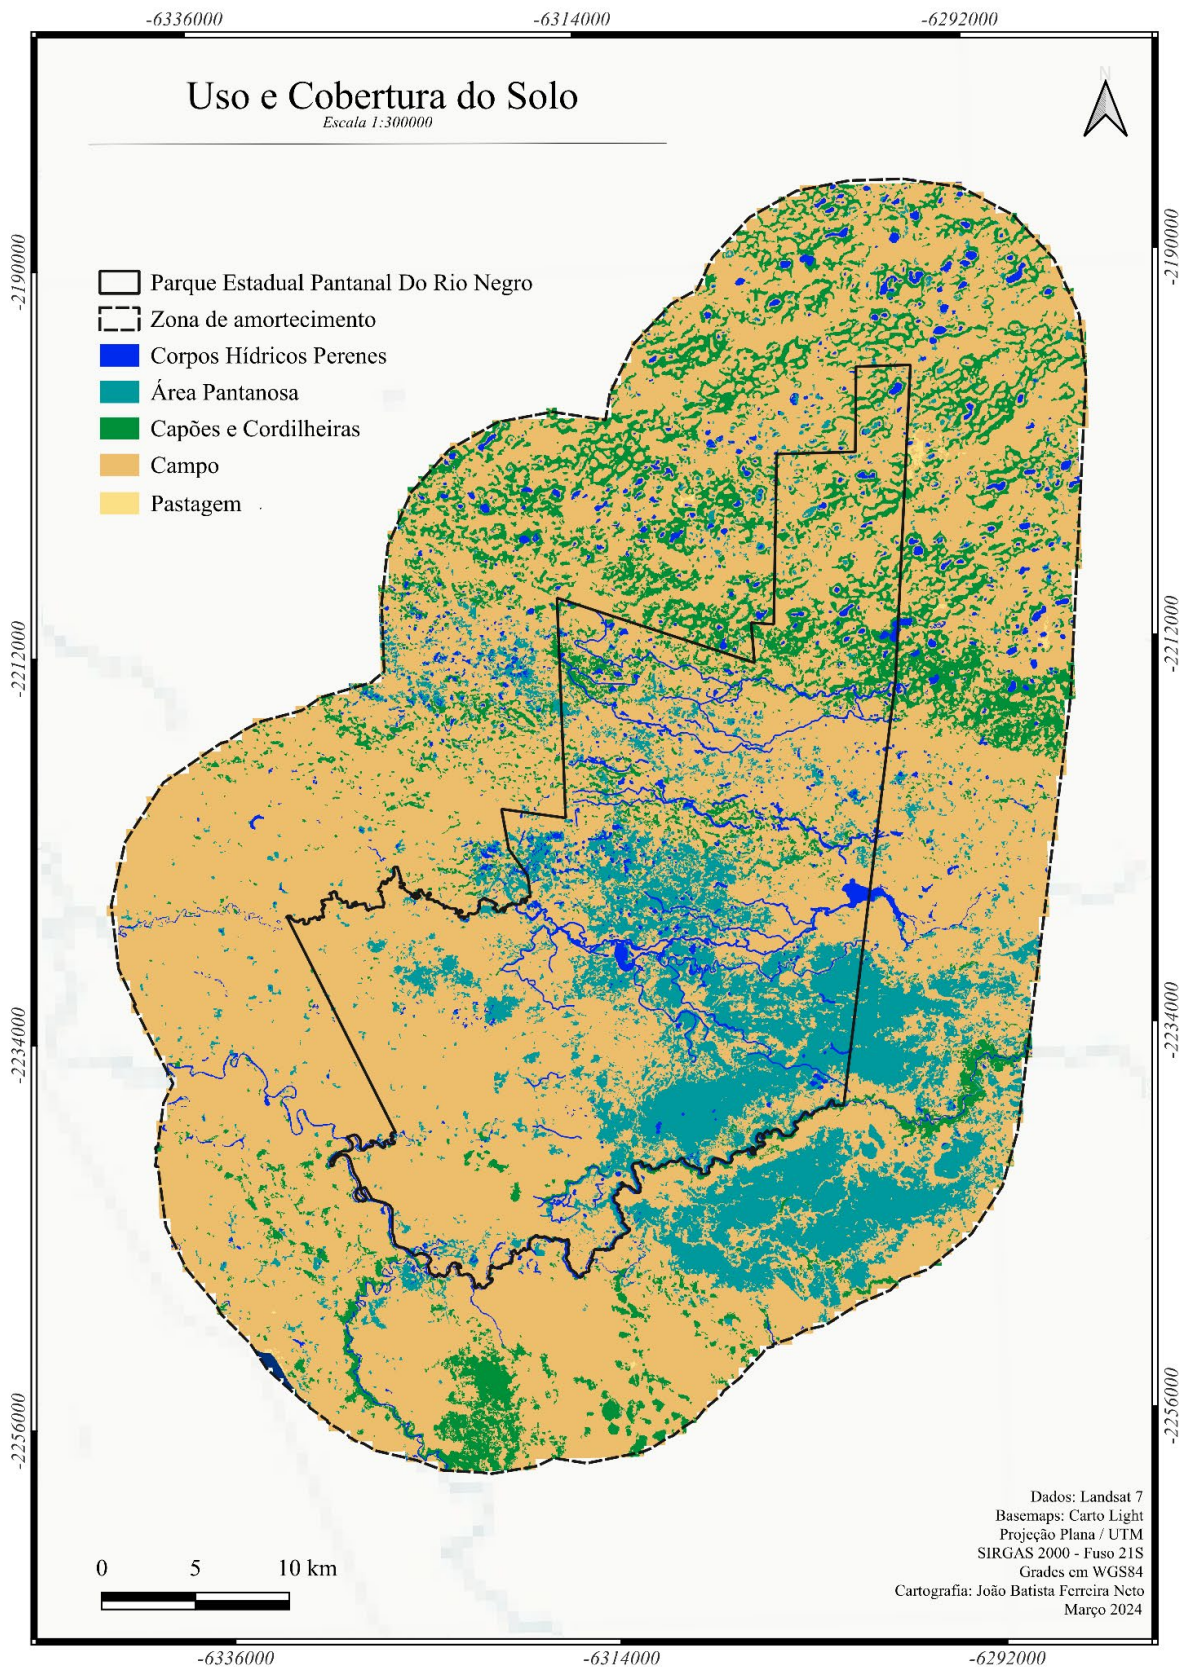 -6336000
-6314000
-6292000
N
Uso e Cobertura do Solo
Escala 1:300000
-2190000
-2190000
Parque Estadual Pantanal Do Rio Negro
Zona de amortecimento
Corpos Hídricos Perenes
Área Pantanosa
Capões e Cordilheiras
Campo
Pastagem
-2212000
-2212000
-2234000
-2234000
-2256000
-2256000
Dados: Landsat 7
Basemaps: Carto Light
Projeção Plana / UTM
SIRGAS 2000 - Fuso 21S
Grades em WGS84
Cartografia: João Batista Ferreira Neto
Março 2024
0 5 10 km
-6336000
-6314000
-6292000